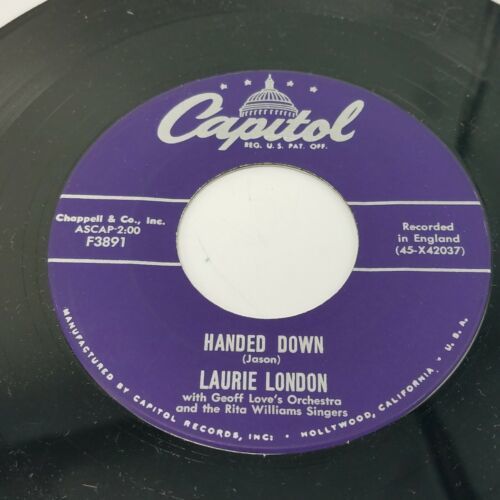 Capitol
REG. U.S. PAT. OFF.
Chappell & Co., Inc.
ASCAP-2:00
F3891
Recorded
in England
(45-X42037)
HANDED DOWN
(Jason)
LAURIE LONDON
with Geoff Love's Orchestra
and the Rita Williams Singers
MANUFACTURED BY CAPITOL RECORDS, INC. • HOLLYWOOD, CALIFORNIA • U.S.A.